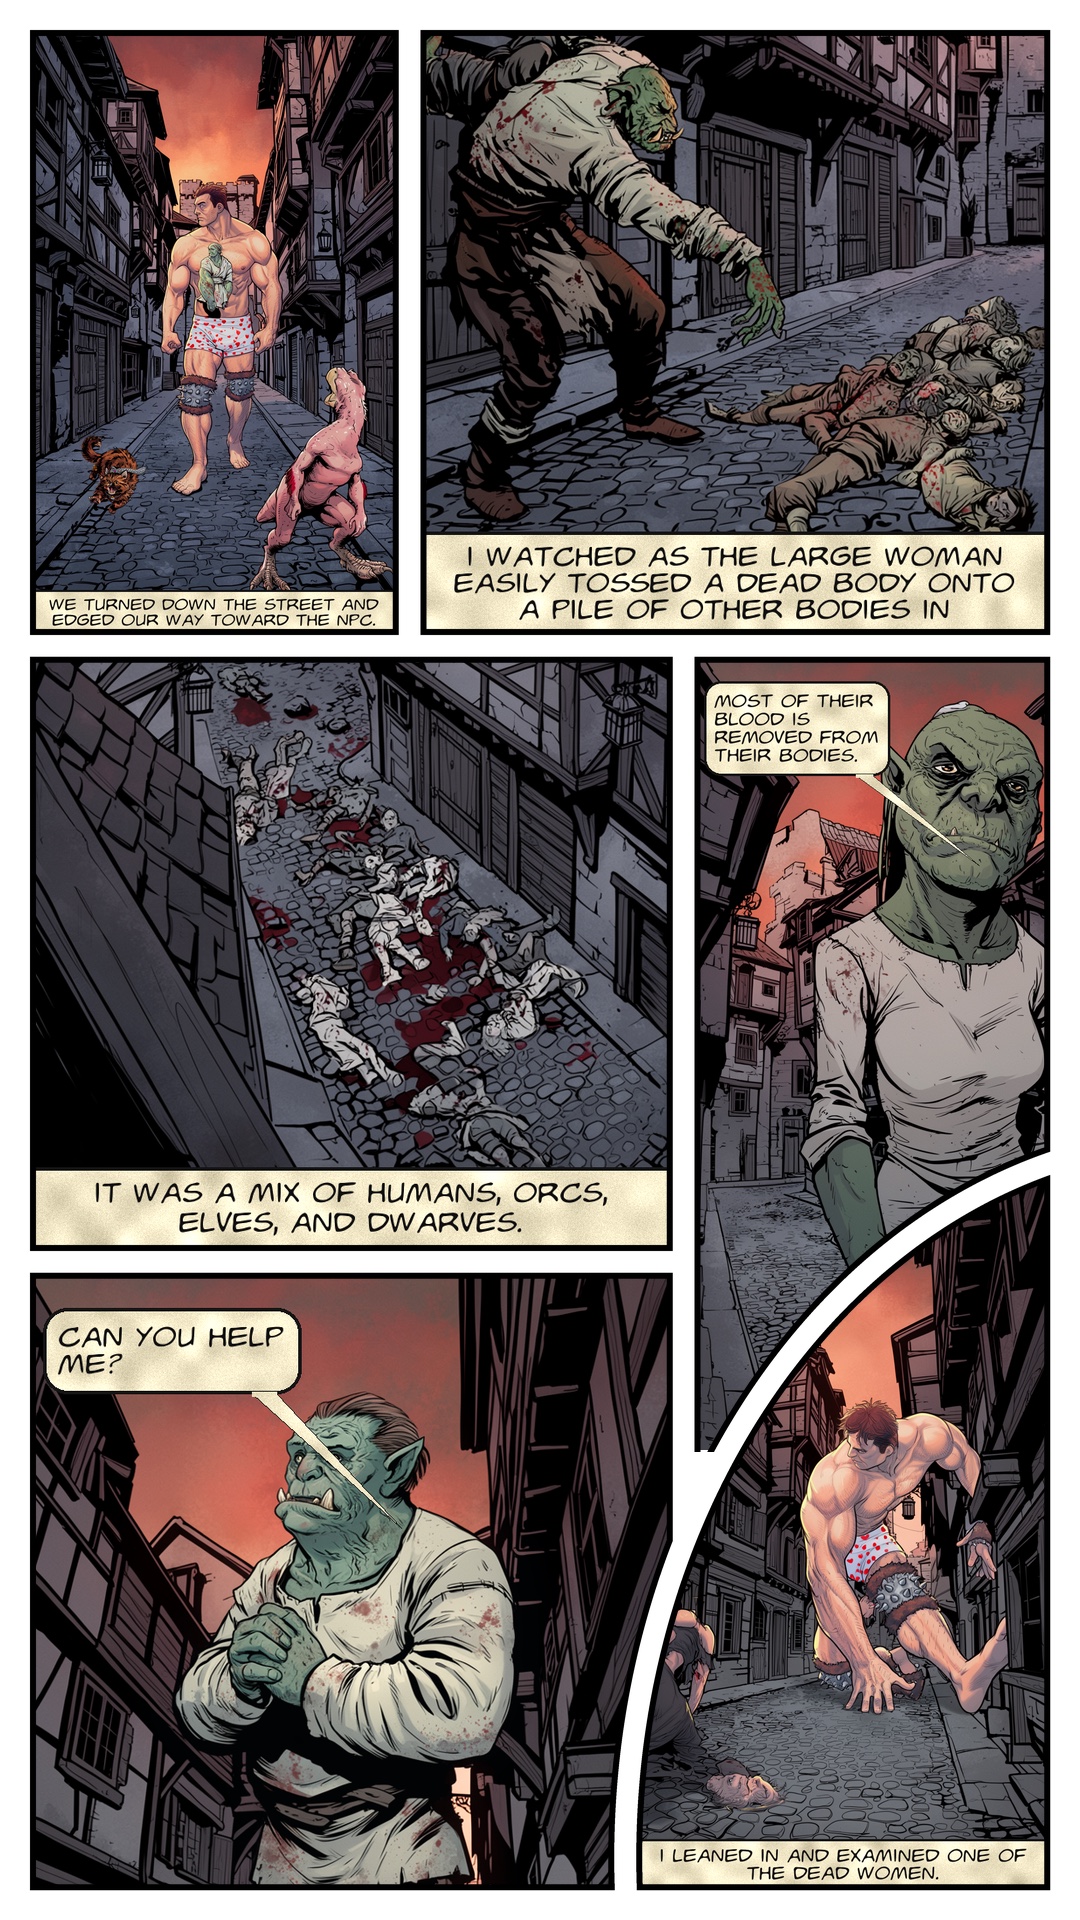 WE TURNED DOWN THE STREET AND
EDGED OUR WAY TOWARD THE NPC.
I WATCHED AS THE LARGE WOMAN
EASILY TOSSED A DEAD BODY ONTO
A PILE OF OTHER BODIES IN
IT WAS A MIX OF HUMANS, ORCS,
ELVES, AND DWARVES.
MOST OF THEIR
BLOOD IS
REMOVED FROM
THEIR BODIES.
CAN YOU HELP
ME?
I LEANED IN AND EXAMINED ONE OF
THE DEAD WOMEN.